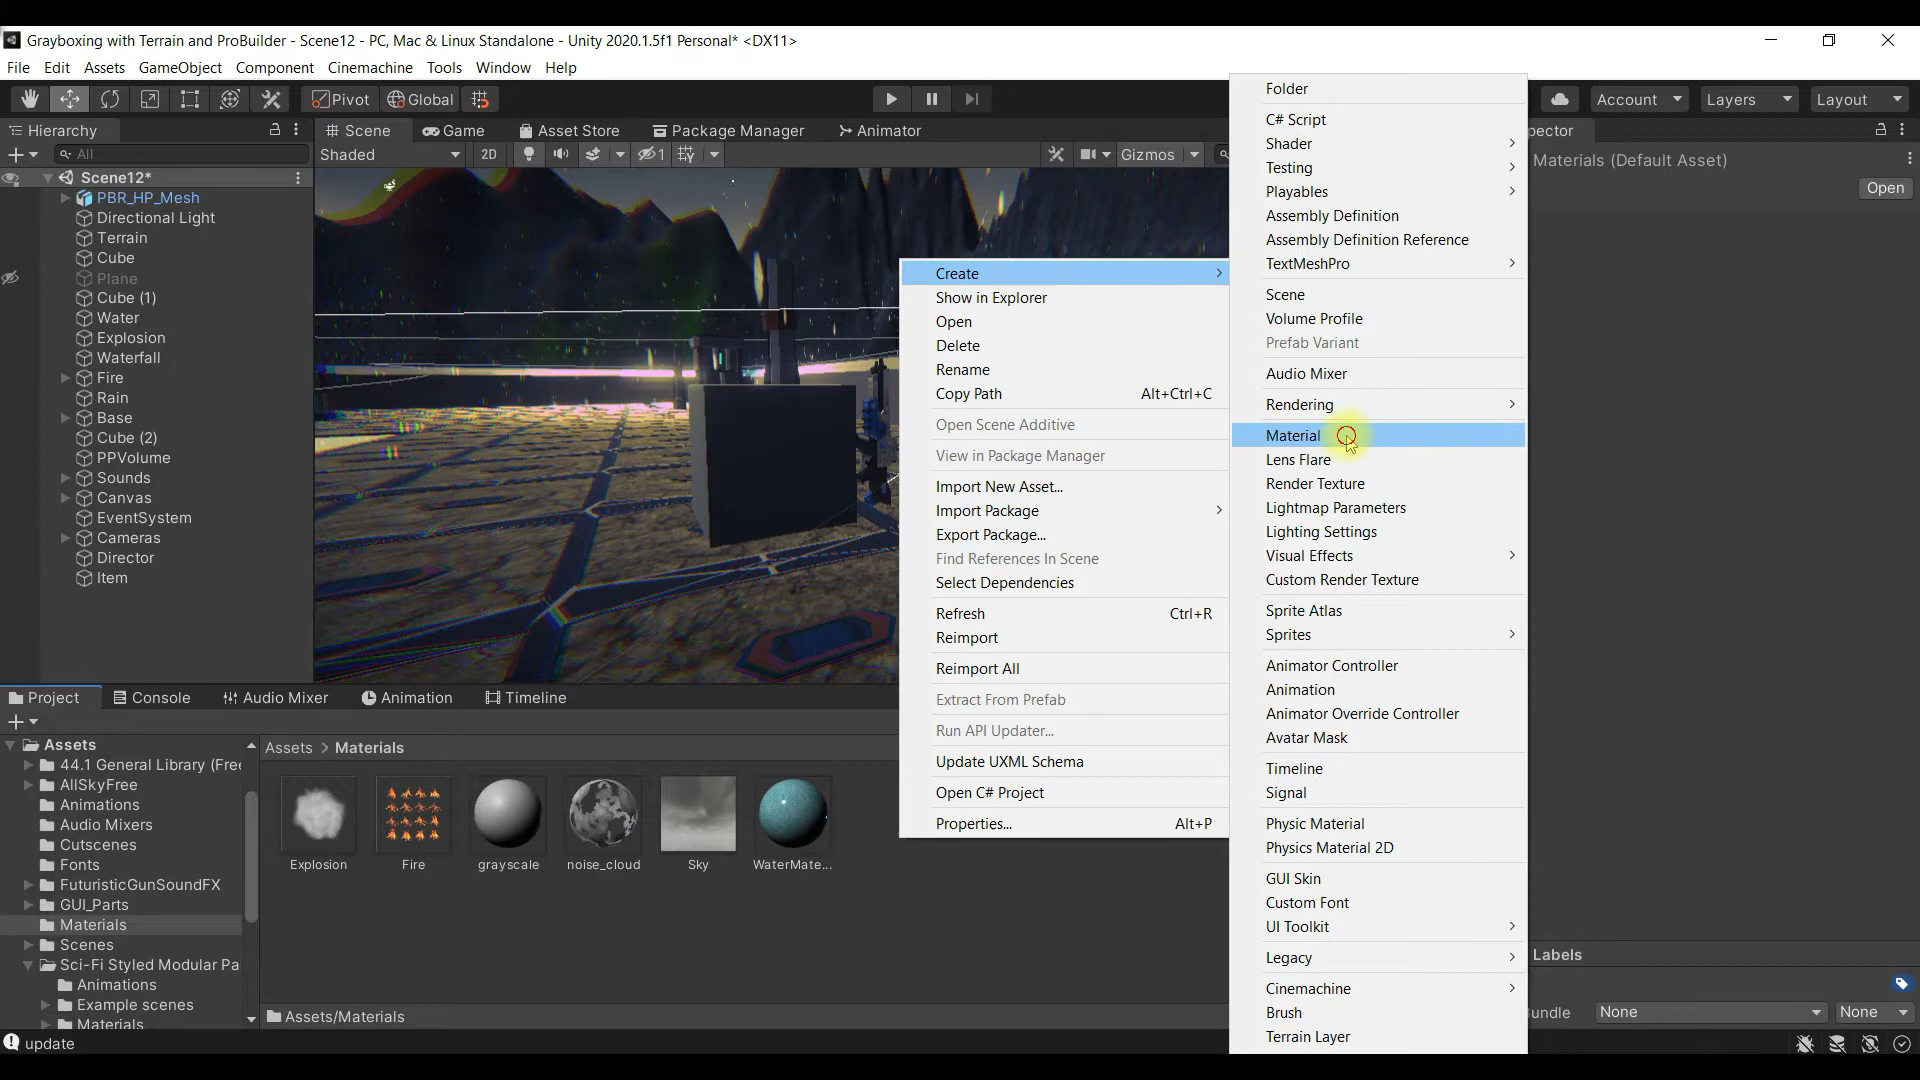 Grayboxing with Terrain and ProBuilder - Scene12 - PC, Mac & Linux Standalone - Unity 2020.1.5f1 Personal* <DX11>
File Edit Assets GameObject Component Cinemachine Tools Window Help
Pivot Global Account Layers Layout
Hierarchy
Scene Game Asset Store Package Manager Animator
All
Shaded 2D 1 Gizmos
Scene12*
PBR_HP_Mesh
Directional Light
Terrain
Cube
Plane
Cube (1)
Water
Explosion
Waterfall
Fire
Rain
Base
Cube (2)
PPVolume
Sounds
Canvas
EventSystem
Cameras
Director
Item
Create
Show in Explorer
Open
Delete
Rename
Copy Path Alt+Ctrl+C
Open Scene Additive
View in Package Manager
Import New Asset...
Import Package
Export Package...
Find References In Scene
Select Dependencies
Refresh Ctrl+R
Reimport
Reimport All
Extract From Prefab
Run API Updater...
Update UXML Schema
Open C# Project
Properties... Alt+P
Folder
C# Script
Shader
Testing
Playables
Assembly Definition
Assembly Definition Reference
TextMeshPro
Scene
Volume Profile
Prefab Variant
Audio Mixer
Rendering
Material
Lens Flare
Render Texture
Lightmap Parameters
Lighting Settings
Visual Effects
Custom Render Texture
Sprite Atlas
Sprites
Animator Controller
Animation
Animator Override Controller
Avatar Mask
Timeline
Signal
Physic Material
Physics Material 2D
GUI Skin
Custom Font
UI Toolkit
Legacy
Cinemachine
Brush
Terrain Layer
pector
Materials (Default Asset)
Open
Labels
undle None None
Project Console Audio Mixer Animation Timeline
Assets
44.1 General Library (Free
AllSkyFree
Animations
Audio Mixers
Cutscenes
Fonts
FuturisticGunSoundFX
GUI_Parts
Materials
Scenes
Sci-Fi Styled Modular Pa
Animations
Example scenes
Materials
Assets > Materials
Explosion
Fire
grayscale
noise_cloud
Sky
WaterMate...
Assets/Materials
update